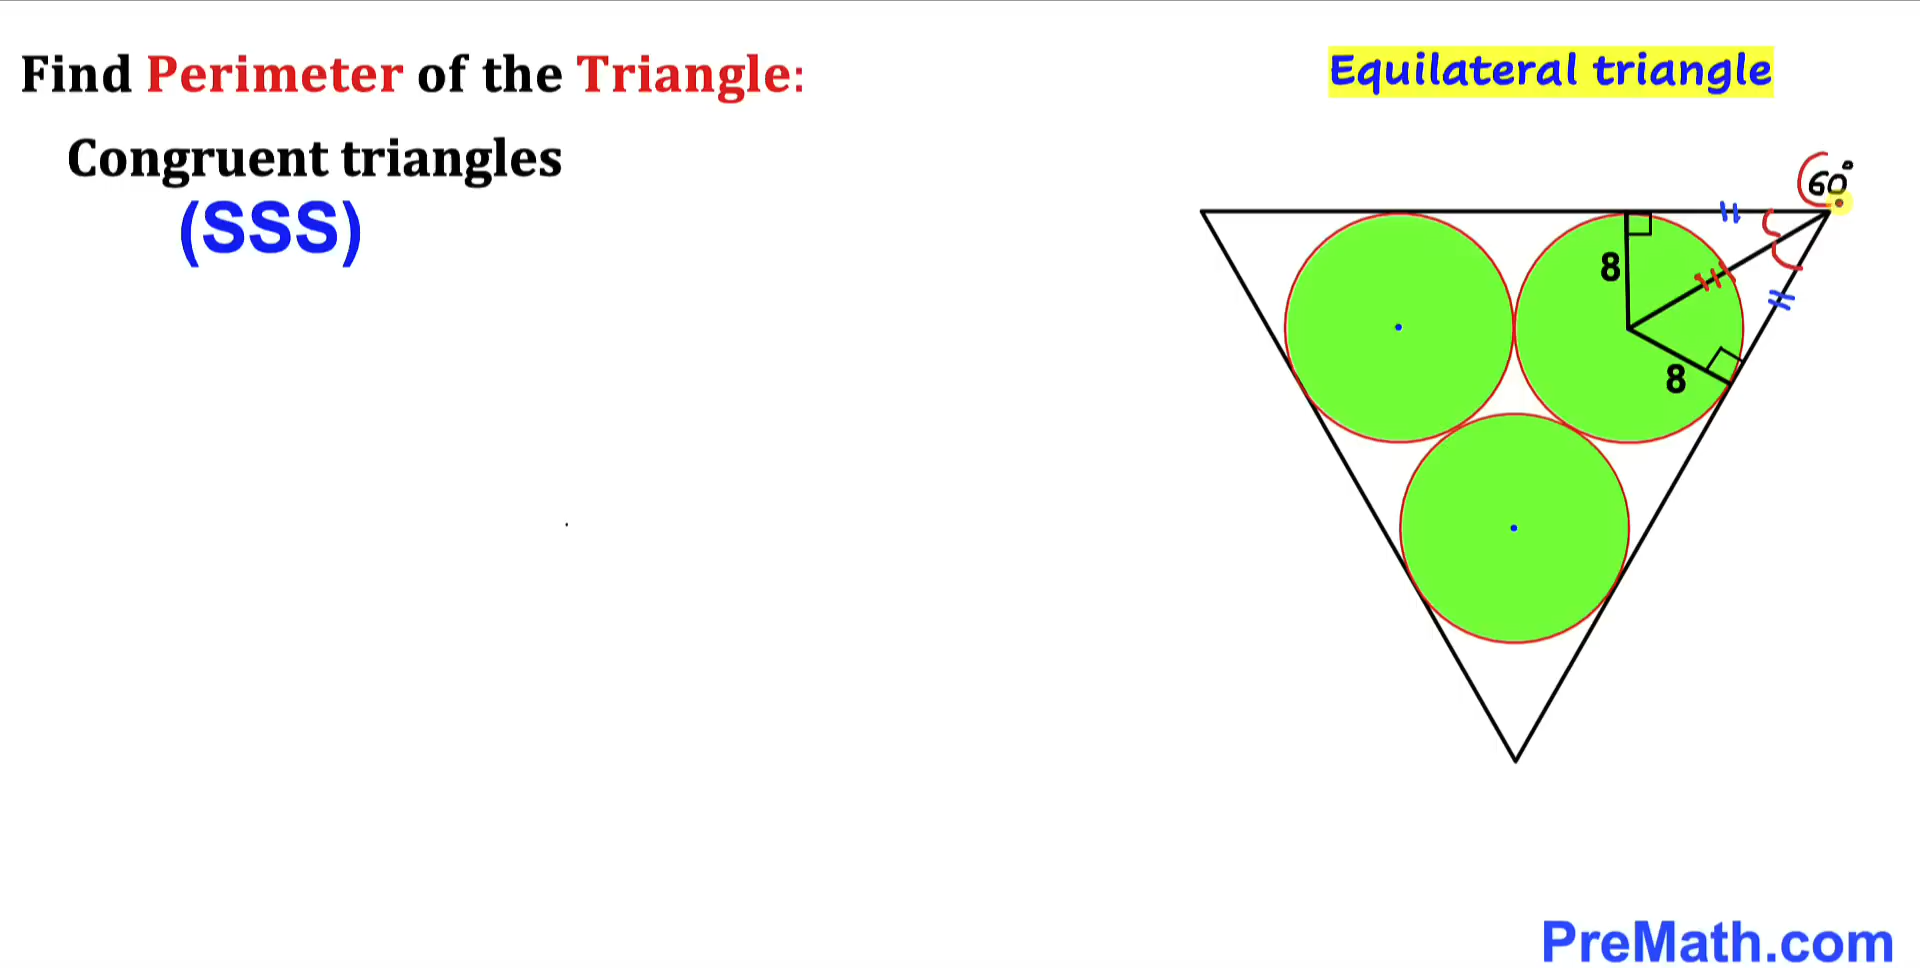 Find Perimeter of the Triangle:
Equilateral triangle
Congruent triangles
(SSS)
60°
8
8
PreMath.com